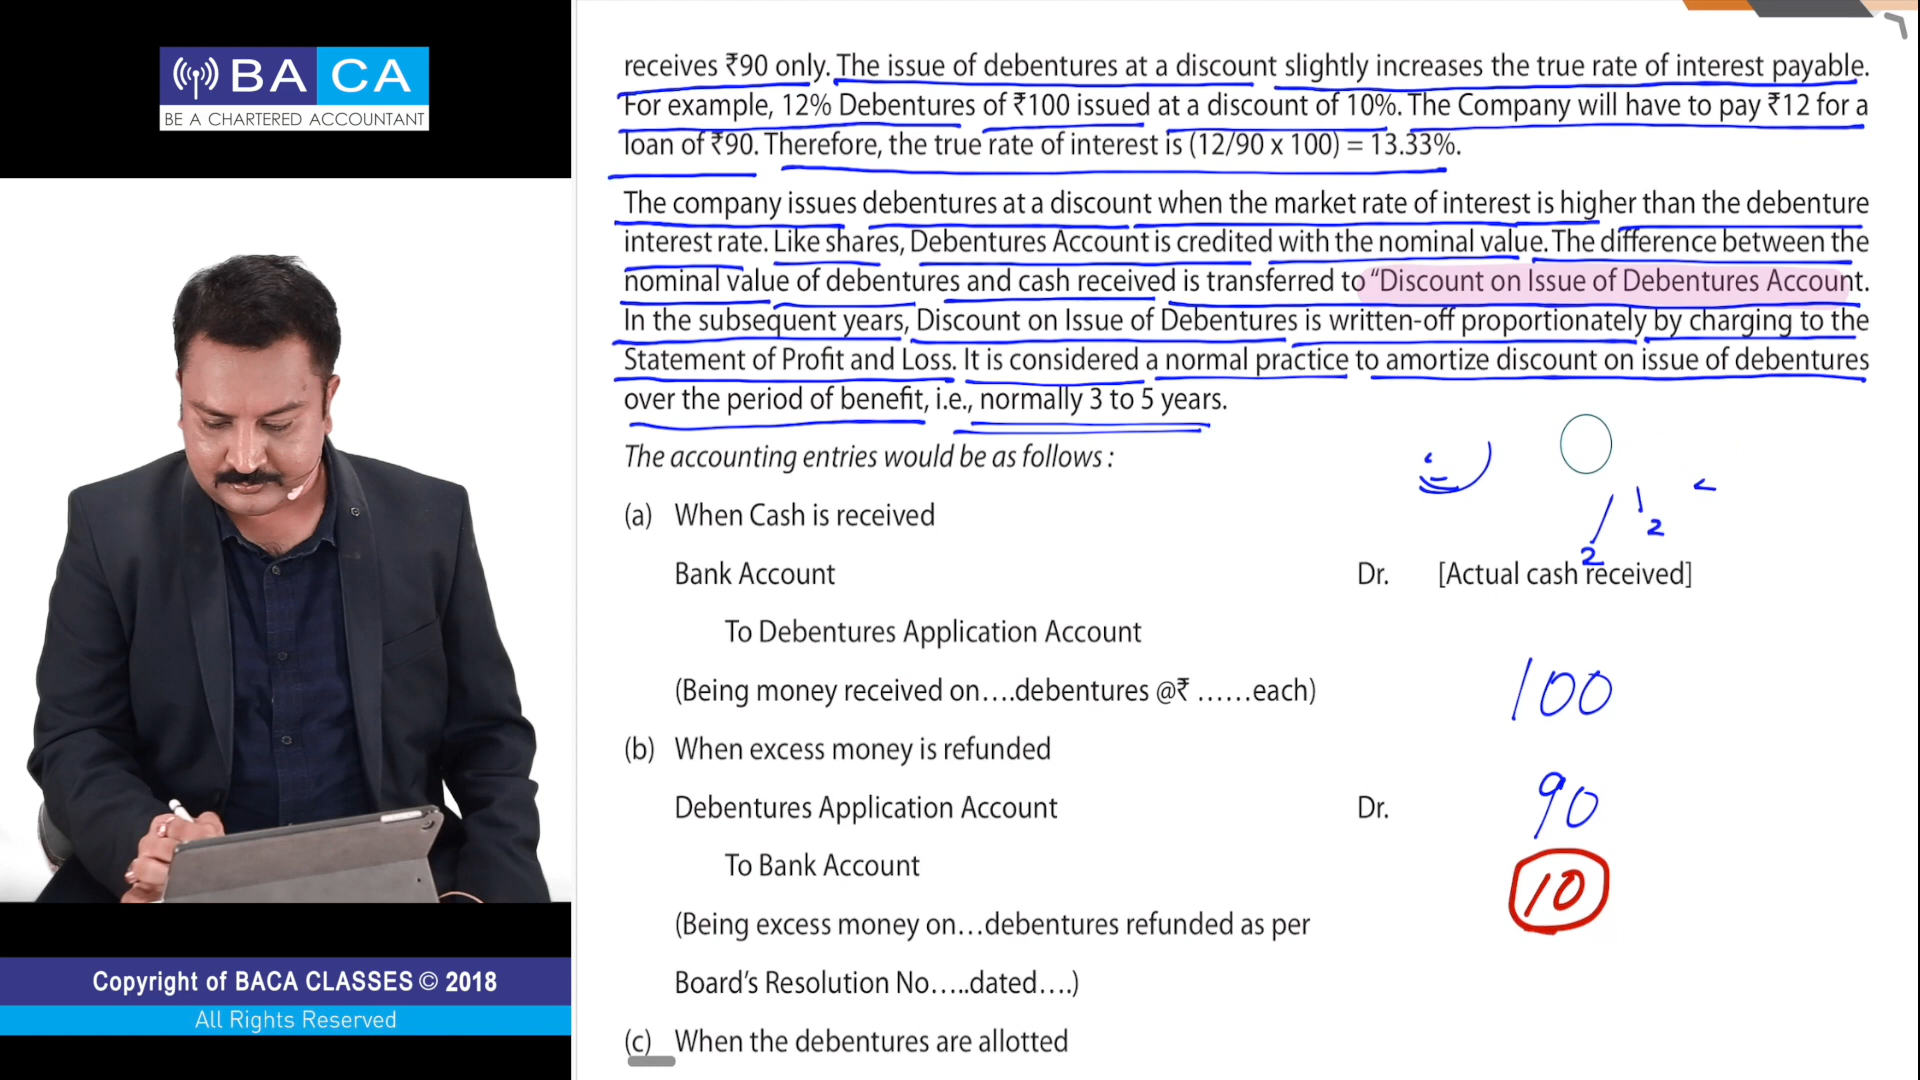 BA CA
BE A CHARTERED ACCOUNTANT
receives ₹90 only. The issue of debentures at a discount slightly increases the true rate of interest payable.
For example, 12% Debentures of ₹100 issued at a discount of 10%. The Company will have to pay ₹12 for a
loan of ₹90. Therefore, the true rate of interest is (12/90 x 100) = 13.33%.
The company issues debentures at a discount when the market rate of interest is higher than the debenture
interest rate. Like shares, Debentures Account is credited with the nominal value. The difference between the
nominal value of debentures and cash received is transferred to “Discount on Issue of Debentures Account.
In the subsequent years, Discount on Issue of Debentures is written-off proportionately by charging to the
Statement of Profit and Loss. It is considered a normal practice to amortize discount on issue of debentures
over the period of benefit, i.e., normally 3 to 5 years.
The accounting entries would be as follows :
(a) When Cash is received
2
2
Bank Account Dr. [Actual cash received]
To Debentures Application Account
(Being money received on....debentures @₹ ......each)
100
(b) When excess money is refunded
Debentures Application Account Dr.
90
To Bank Account
10
(Being excess money on...debentures refunded as per
Board’s Resolution No.....dated....)
(c) When the debentures are allotted
Copyright of BACA CLASSES © 2018
All Rights Reserved